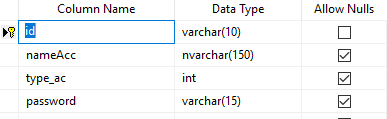 Column Name Data Type Allow Nulls
id varchar(10)
nameAcc nvarchar(150)
type_ac int
password varchar(15)